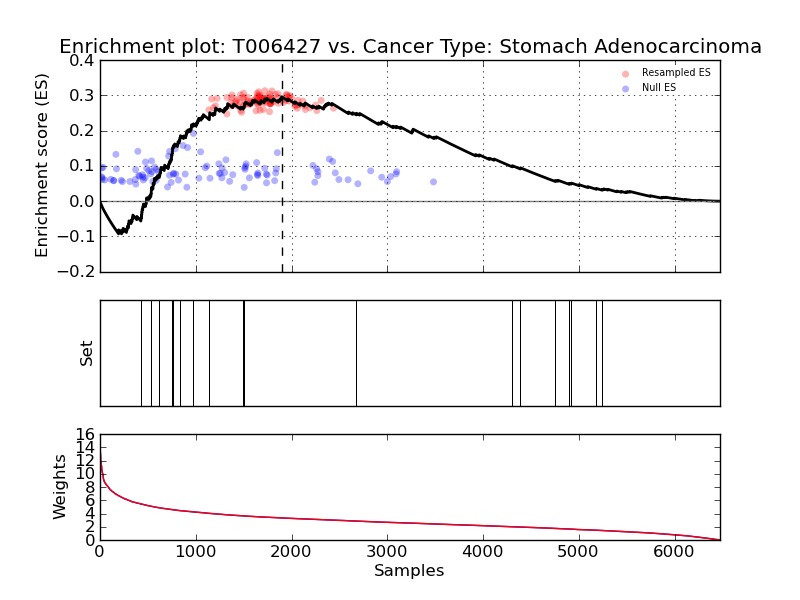 Enrichment plot: T006427 vs. Cancer Type: Stomach Adenocarcinoma
0.4
0.3
0.2
0.1
0.0
−0.1
−0.2
Enrichment score (ES)
Resampled ES
Null ES
Set
16
14
12
10
8
6
4
2
0
Weights
0 1000 2000 3000 4000 5000 6000
Samples